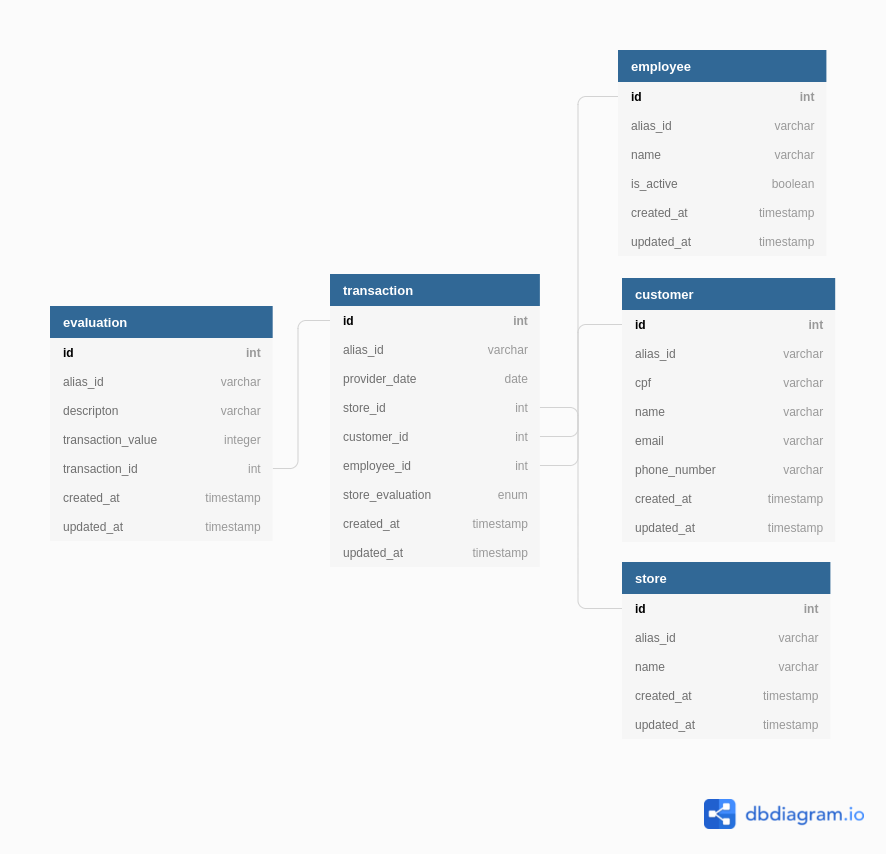 evaluation
id int
alias_id varchar
descripton varchar
transaction_value integer
transaction_id int
created_at timestamp
updated_at timestamp
transaction
id int
alias_id varchar
provider_date date
store_id int
customer_id int
employee_id int
store_evaluation enum
created_at timestamp
updated_at timestamp
employee
id int
alias_id varchar
name varchar
is_active boolean
created_at timestamp
updated_at timestamp
customer
id int
alias_id varchar
cpf varchar
name varchar
email varchar
phone_number varchar
created_at timestamp
updated_at timestamp
store
id int
alias_id varchar
name varchar
created_at timestamp
updated_at timestamp
dbdiagram.io